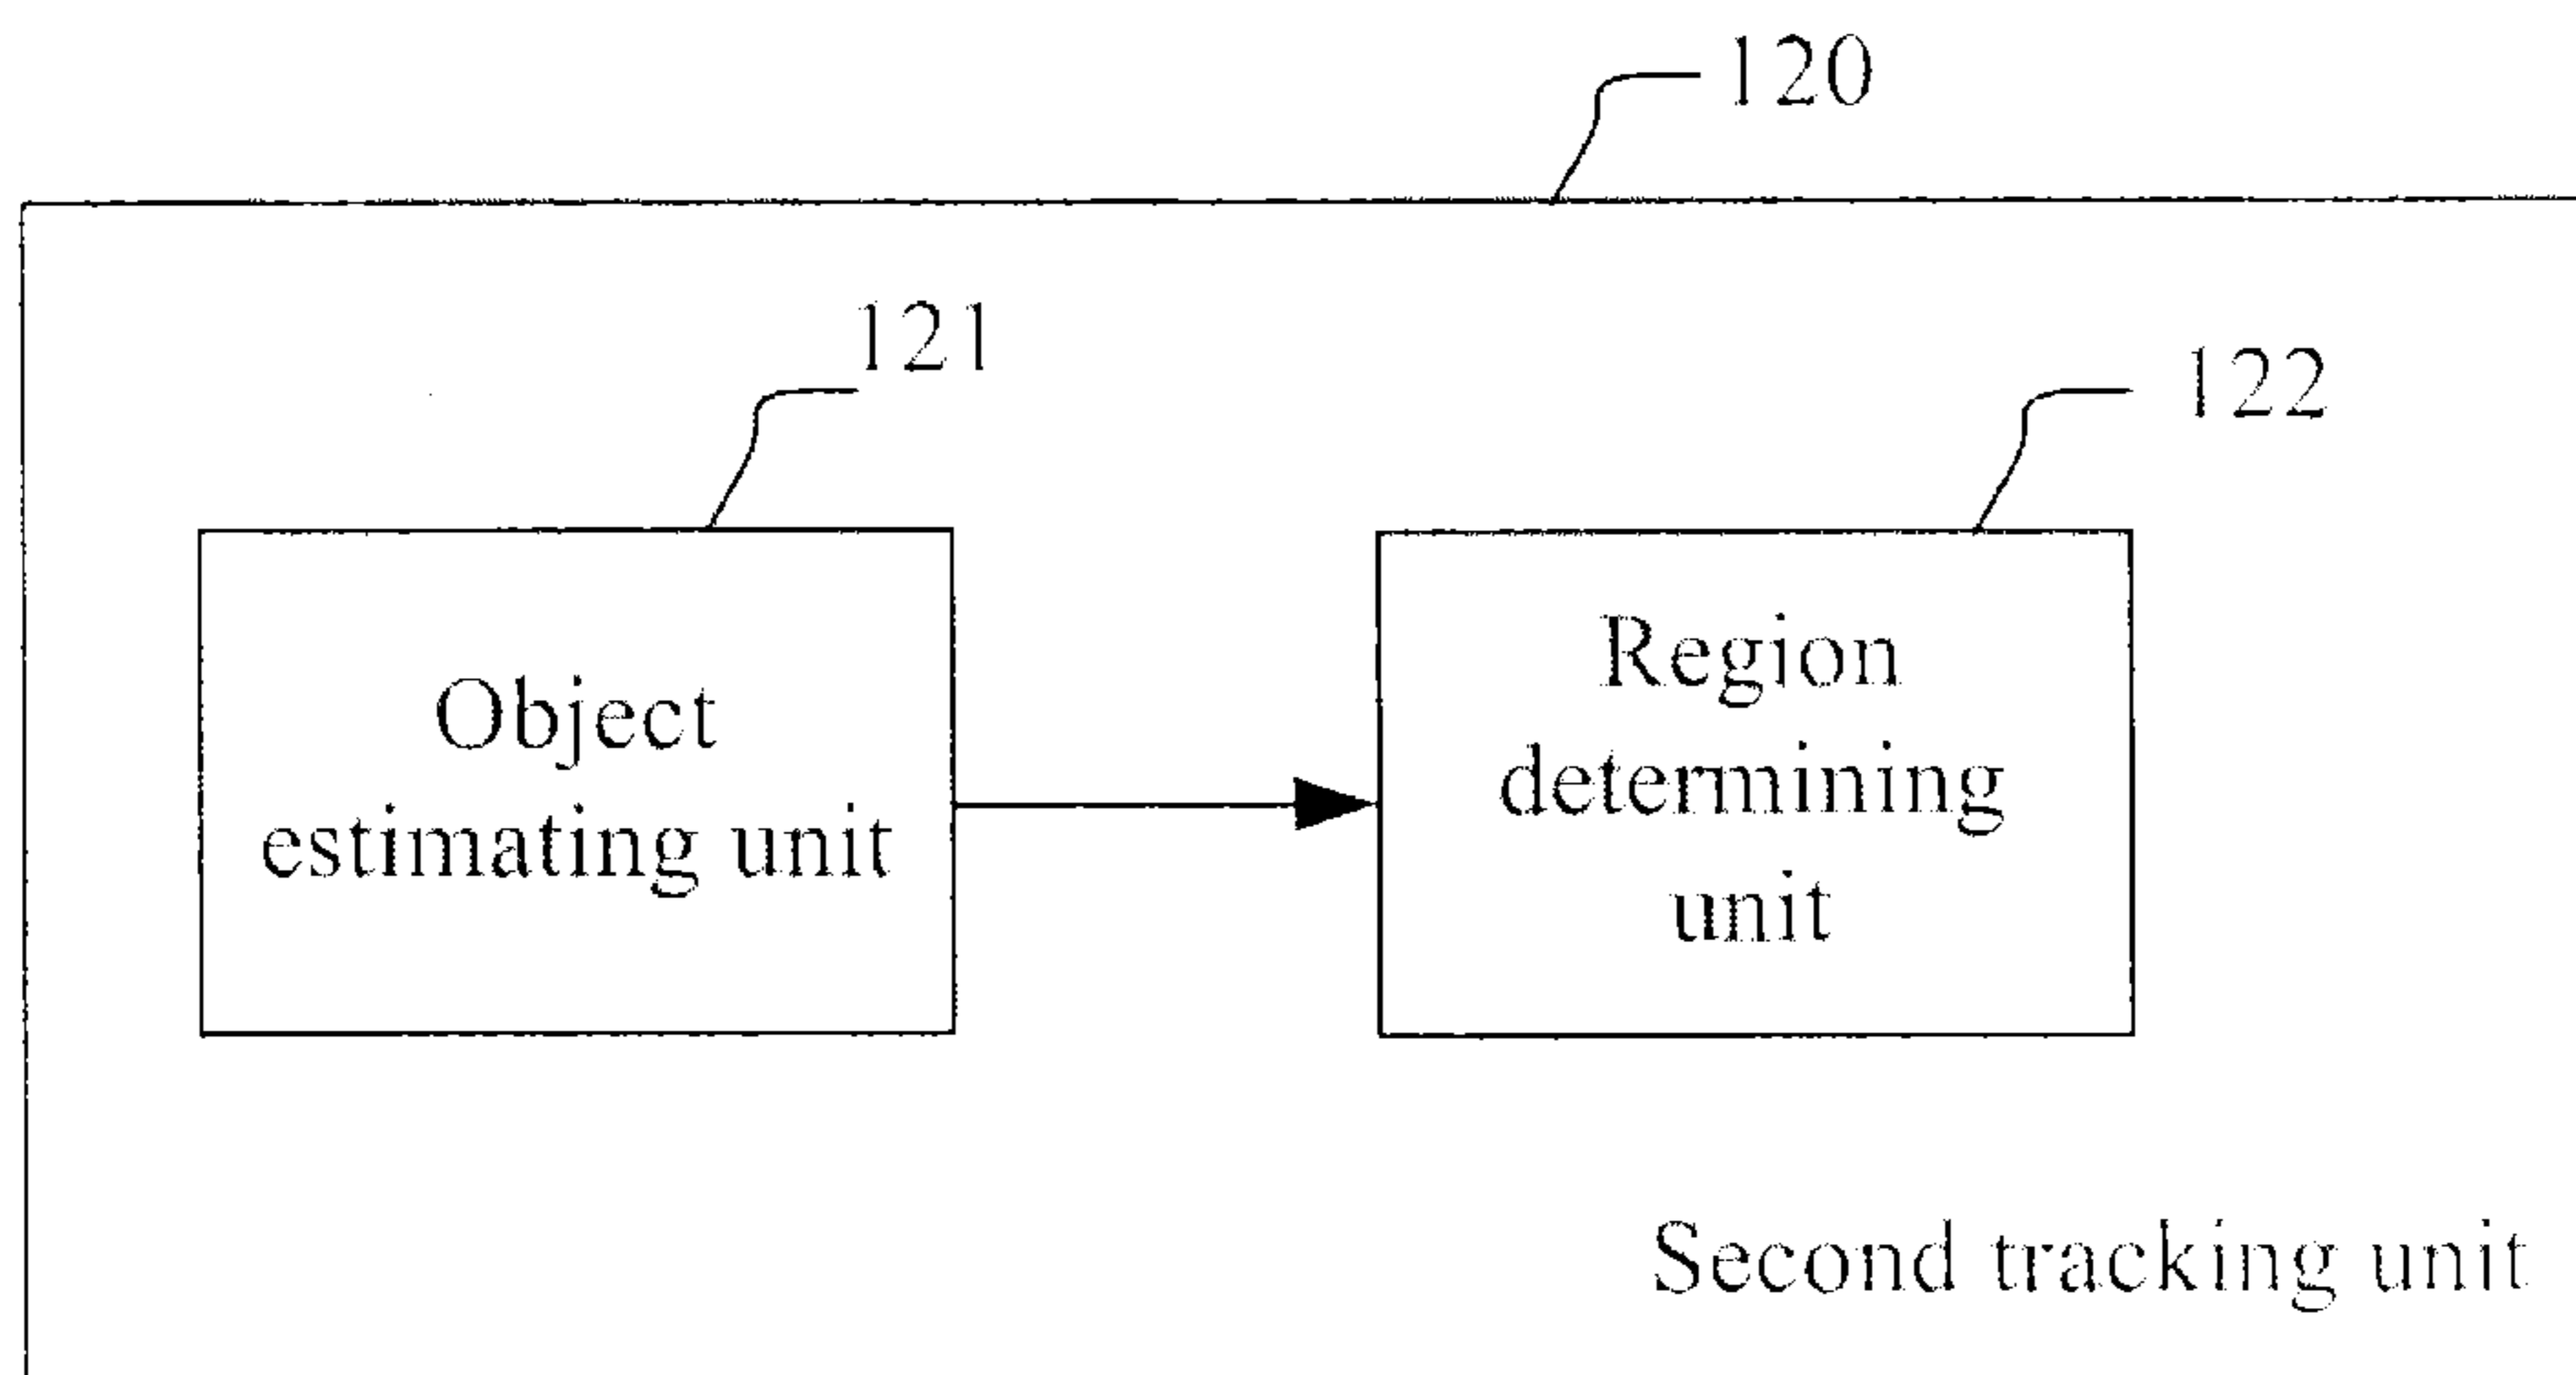 120
121
122
Object
estimating unit
Region
determining
unit
Second tracking unit